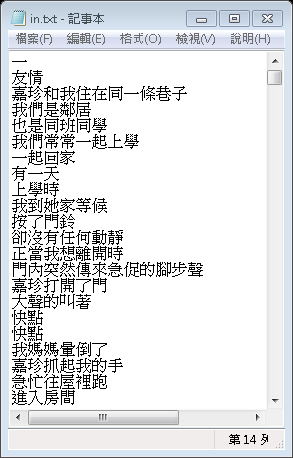 in.txt - 記事本
檔案(F) 編輯(E) 格式(O) 檢視(V) 說明(H)
一
友情
嘉珍和我住在同一條巷子
我們是鄰居
也是同班同學
我們常常一起上學
一起回家
有一天
上學時
我到她家等候
按了門鈴
卻沒有任何動靜
正當我想離開時
門內突然傳來急促的腳步聲
嘉珍打開了門
大聲的叫著
快點
快點
我媽媽暈倒了
嘉珍抓起我的手
急忙往屋裡跑
進入房間
第 14 列